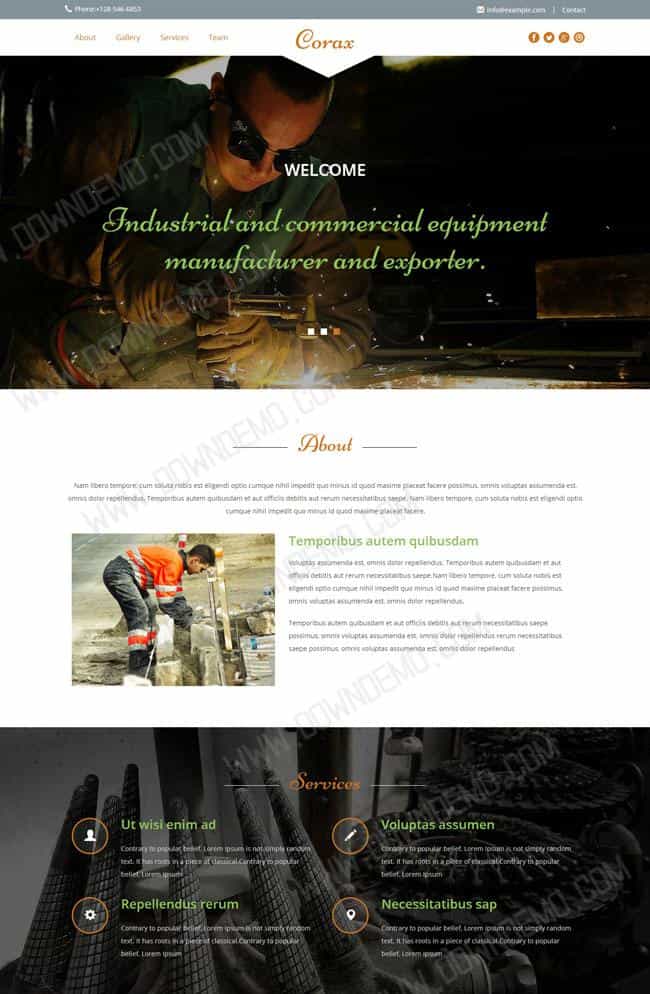 Phone:+128-546-6853
info@example.com | Contact
About Gallery Services Team
Corax
WELCOME
Industrial and commercial equipment
manufacturer and exporter.
About
Nam libero tempore, cum soluta nobis est eligendi optio cumque nihil impedit quo minus id quod maxime placeat facere possimus, omnis voluptas assumenda est,
omnis dolor repellendus. Temporibus autem quibusdam et aut officiis debitis aut rerum necessitatibus saepe. Nam libero tempore, cum soluta nobis est eligendi
cumque nihil impedit quo minus id quod maxime placeat facere.
Temporibus autem quibusdam
Voluptas assumenda est, omnis dolor repellendus. Temporibus autem quibusdam et aut
officiis debitis aut rerum necessitatibus saepe.Nam libero tempore, cum soluta nobis est
eligendi optio cumque nihil impedit quo minus id quod maxime placeat facere possimus,
omnis voluptas assumenda est, omnis dolor repellendus.
Temporibus autem quibusdam et aut officiis debitis aut rerum necessitatibus saepe
possimus, omnis voluptas assumenda est, omnis dolor repellendus rerum necessitatibus
saepe possimus, omnis voluptas assumenda est, omnis dolor repellendus
Services
Ut wisi enim ad
Contrary to popular belief, Lorem Ipsum is not simply random
text. It has roots in a piece of classical.Contrary to popular
belief, Lorem Ipsum
Voluptas assumen
Contrary to popular belief, Lorem Ipsum is not simply random
text. It has roots in a piece of classical.Contrary to popular
belief, Lorem Ipsum
Repellendus rerum
Contrary to popular belief, Lorem Ipsum is not simply random
text. It has roots in a piece of classical.Contrary to popular
belief, Lorem Ipsum
Necessitatibus sap
Contrary to popular belief, Lorem Ipsum is not simply random
text. It has roots in a piece of classical.Contrary to popular
belief, Lorem Ipsum
WWW.DOWNDEMO.COM
WWW.DOWNDEMO.COM
WWW.DOWNDEMO.COM
WWW.DOWNDEMO.COM